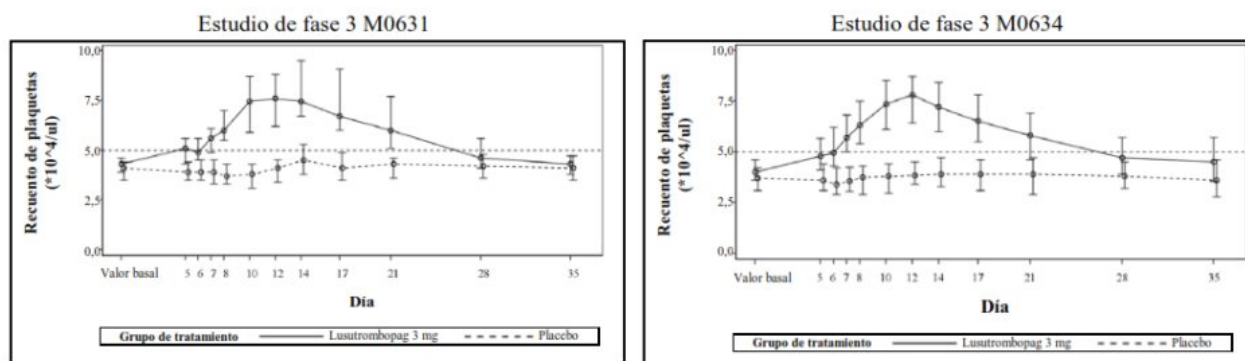 Estudio de fase 3 M0631
Recuento de plaquetas
(*10^4/ul)
10,0
7,5
5,0
2,5
0,0
Valor basal 5 6 7 8 10 12 14 17 21 28 35
Día
Grupo de tratamiento Lusutrombopag 3 mg Placebo
Estudio de fase 3 M0634
Recuento de plaquetas
(*10^4/ul)
10,0
7,5
5,0
2,5
0,0
Valor basal 5 6 7 8 10 12 14 17 21 28 35
Día
Grupo de tratamiento Lusutrombopag 3 mg Placebo